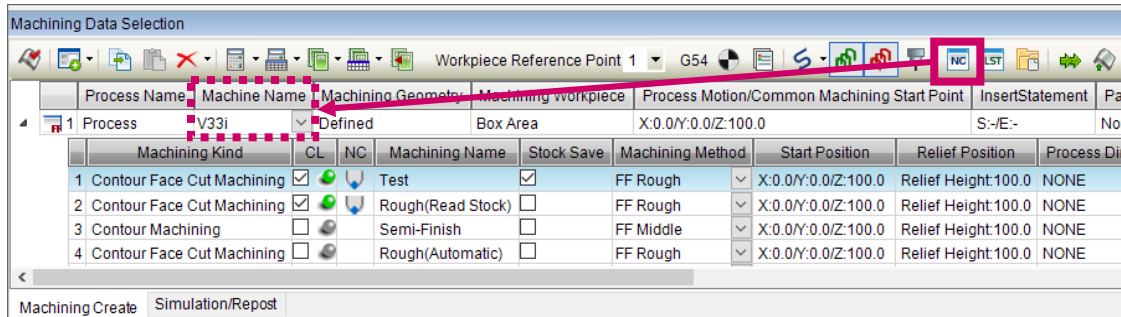 Machining Data Selection
Workpiece Reference Point 1 G54 NC LST
Process Name Machine Name Machining Geometry Machining Workpiece Process Motion/Common Machining Start Point InsertStatement Pa
1 Process V33i Defined Box Area X:0.0/Y:0.0/Z:100.0 S:-/E:- No
Machining Kind CL NC Machining Name Stock Save Machining Method Start Position Relief Position Process Di
1 Contour Face Cut Machining Test FF Rough X:0.0/Y:0.0/Z:100.0 Relief Height:100.0 NONE
2 Contour Face Cut Machining Rough(Read Stock) FF Rough X:0.0/Y:0.0/Z:100.0 Relief Height:100.0 NONE
3 Contour Machining Semi-Finish FF Middle X:0.0/Y:0.0/Z:100.0 Relief Height:100.0 NONE
4 Contour Face Cut Machining Rough(Automatic) FF Rough X:0.0/Y:0.0/Z:100.0 Relief Height:100.0 NONE
Machining Create Simulation/Repost